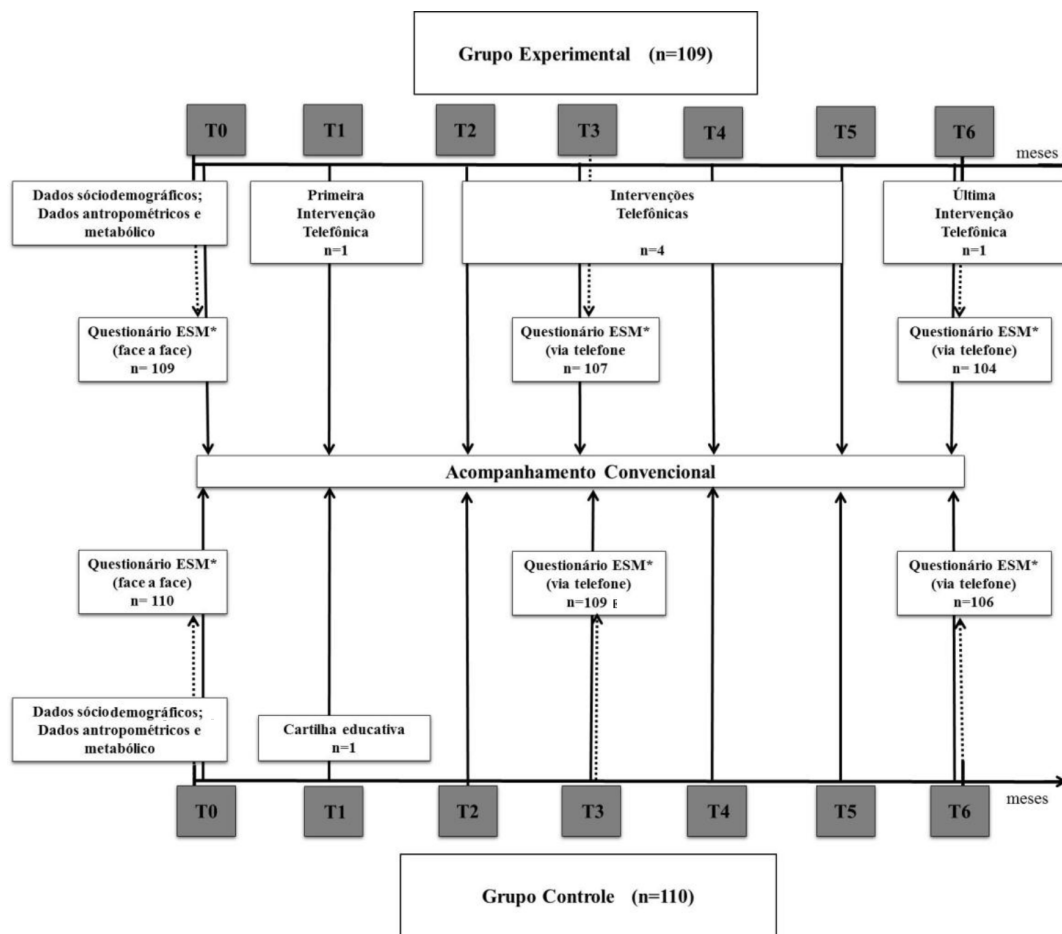 Grupo Experimental (n=109)
T0
T1
T2
T3
T4
T5
T6
meses
Dados sóciodemográficos;
Dados antropométricos e
metabólico
Primeira
Intervenção
Telefônica
n=1
Intervenções
Telefônicas
n=4
Última
Intervenção
Telefônica
n=1
Questionário ESM*
(face a face)
n= 109
Questionário ESM*
(via telefone
n= 107
Questionário ESM*
(via telefone)
n= 104
Acompanhamento Convencional
Questionário ESM*
(face a face)
n= 110
Questionário ESM*
(via telefone)
n=109
Questionário ESM*
(via telefone)
n=106
Dados sóciodemográficos;
Dados antropométricos e
metabólico
Cartilha educativa
n=1
meses
T0
T1
T2
T3
T4
T5
T6
Grupo Controle (n=110)